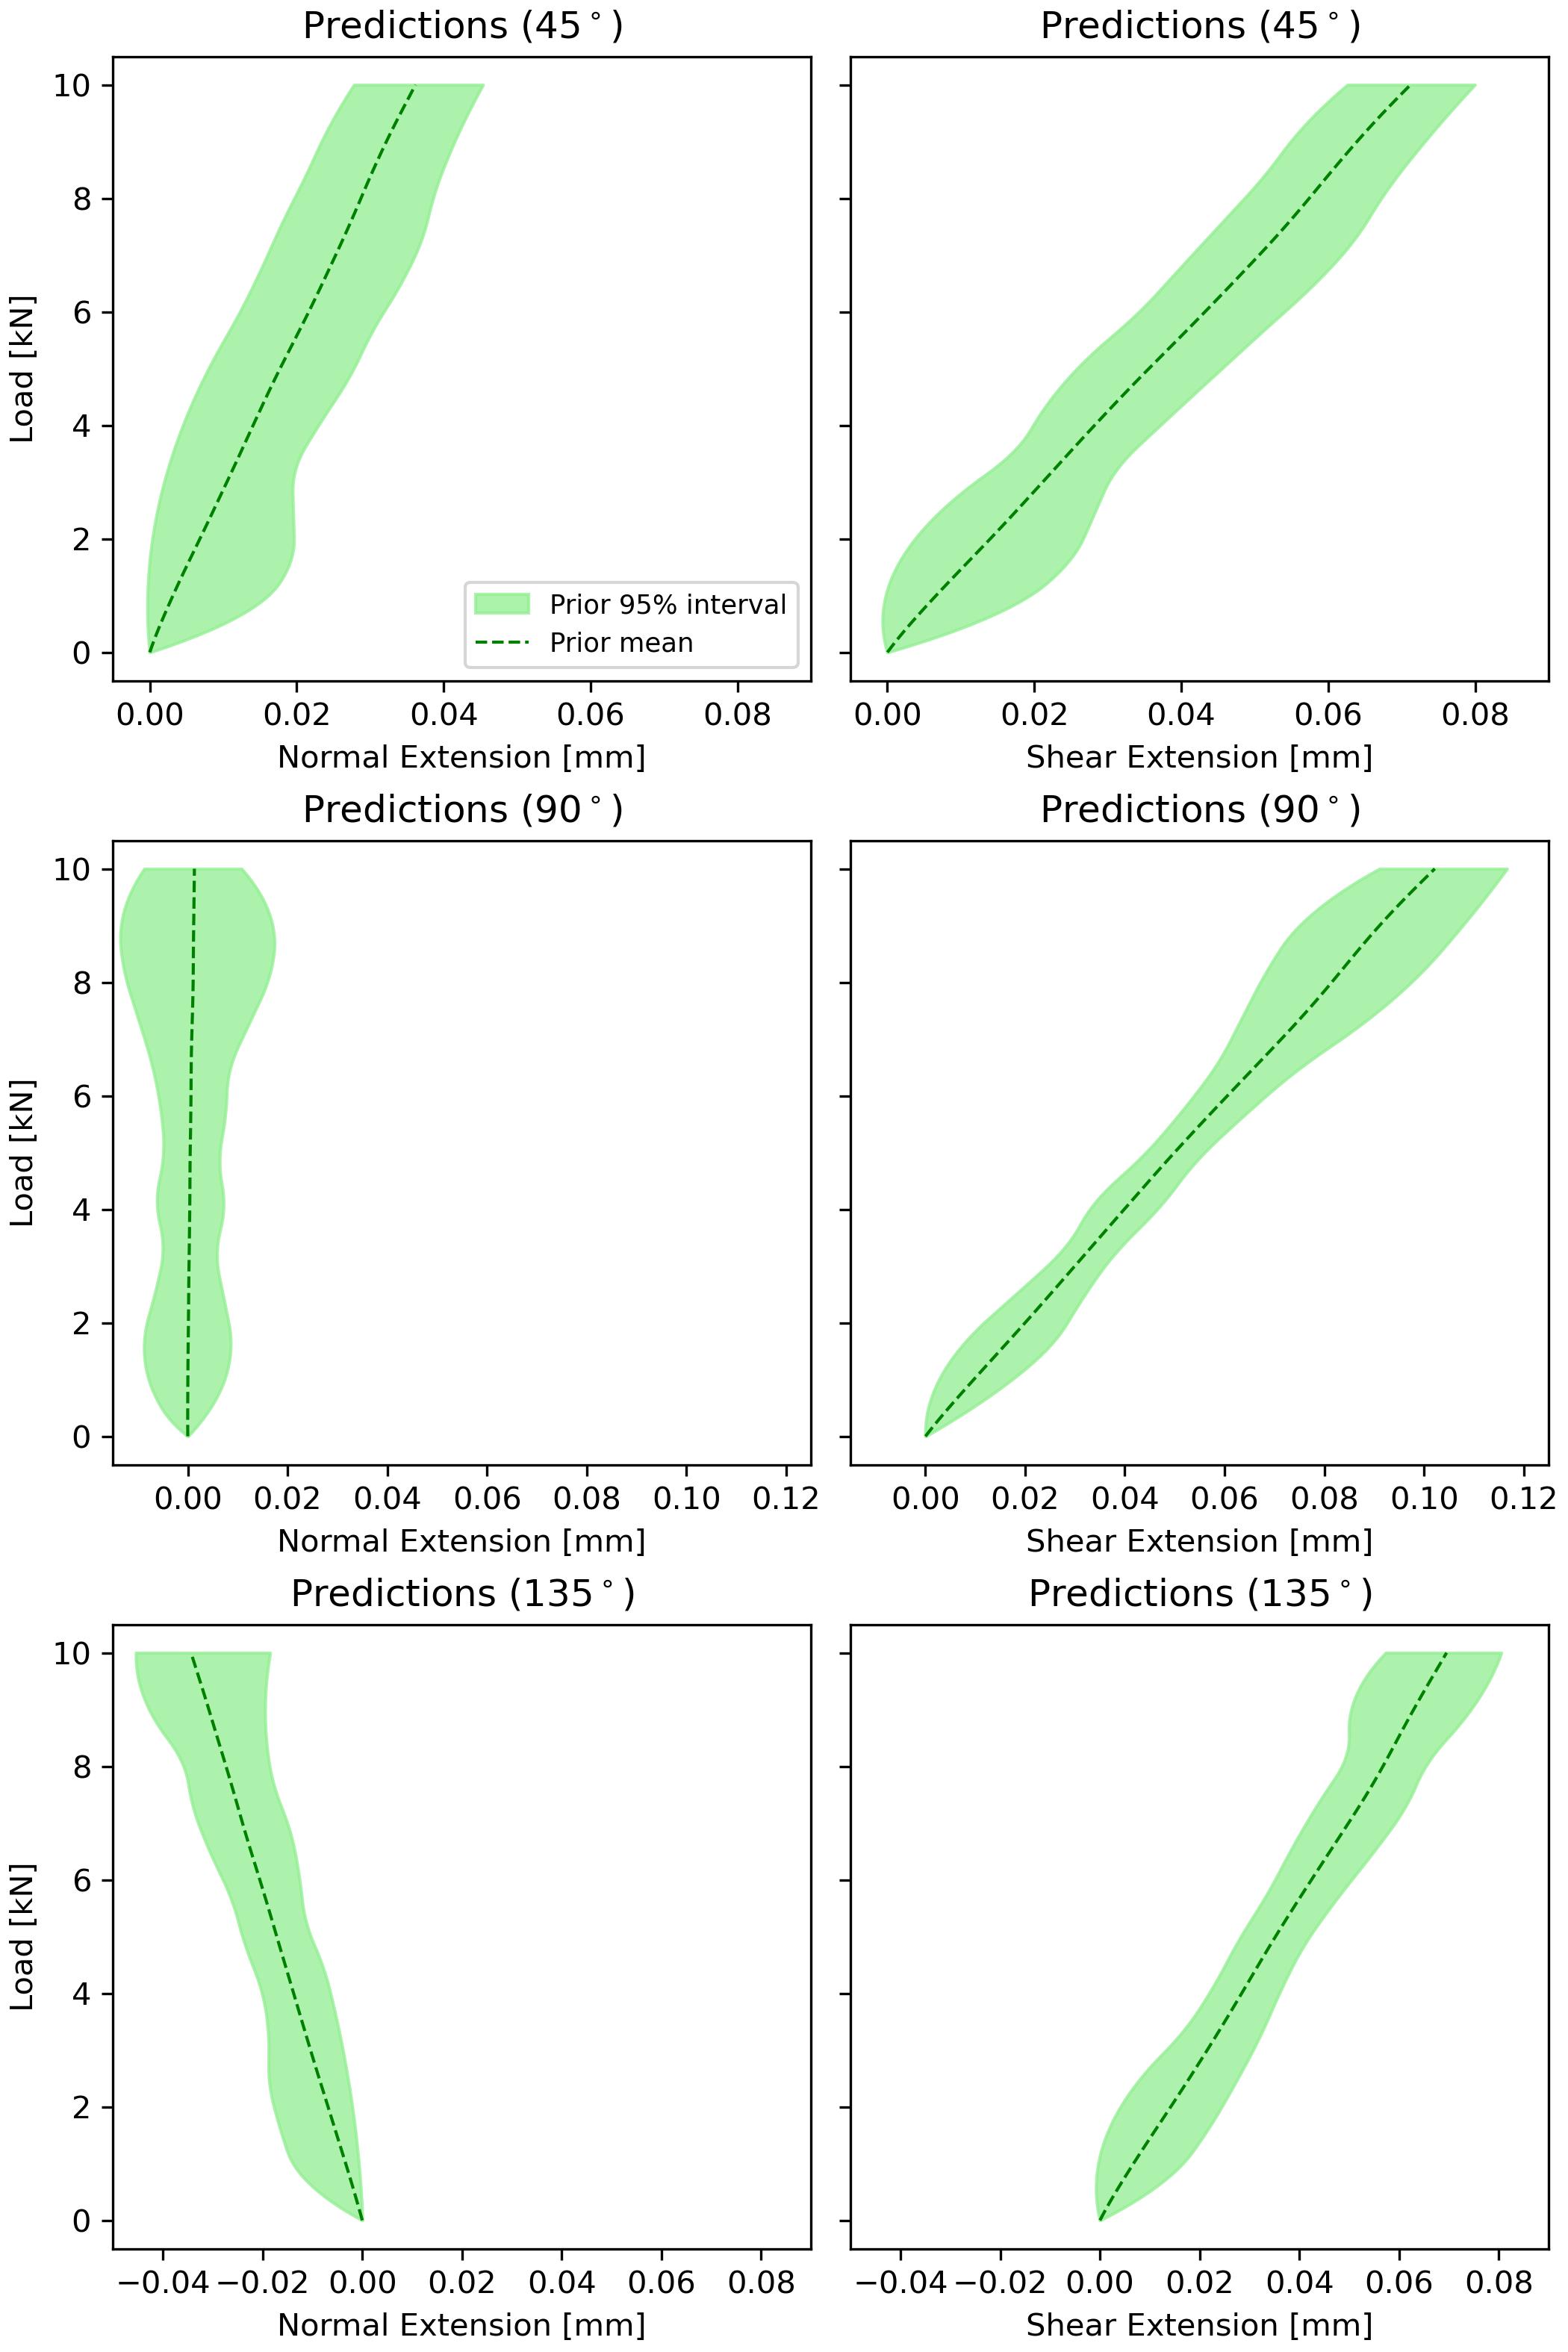 Predictions (45°)
Predictions (45°)
10
8
6
4
2
0
Load [kN]
Prior 95% interval
Prior mean
0.00 0.02 0.04 0.06 0.08
0.00 0.02 0.04 0.06 0.08
Normal Extension [mm]
Shear Extension [mm]
Predictions (90°)
Predictions (90°)
10
8
6
4
2
0
Load [kN]
0.00 0.02 0.04 0.06 0.08 0.10 0.12
0.00 0.02 0.04 0.06 0.08 0.10 0.12
Normal Extension [mm]
Shear Extension [mm]
Predictions (135°)
Predictions (135°)
10
8
6
4
2
0
Load [kN]
−0.04 −0.02 0.00 0.02 0.04 0.06 0.08
−0.04 −0.02 0.00 0.02 0.04 0.06 0.08
Normal Extension [mm]
Shear Extension [mm]